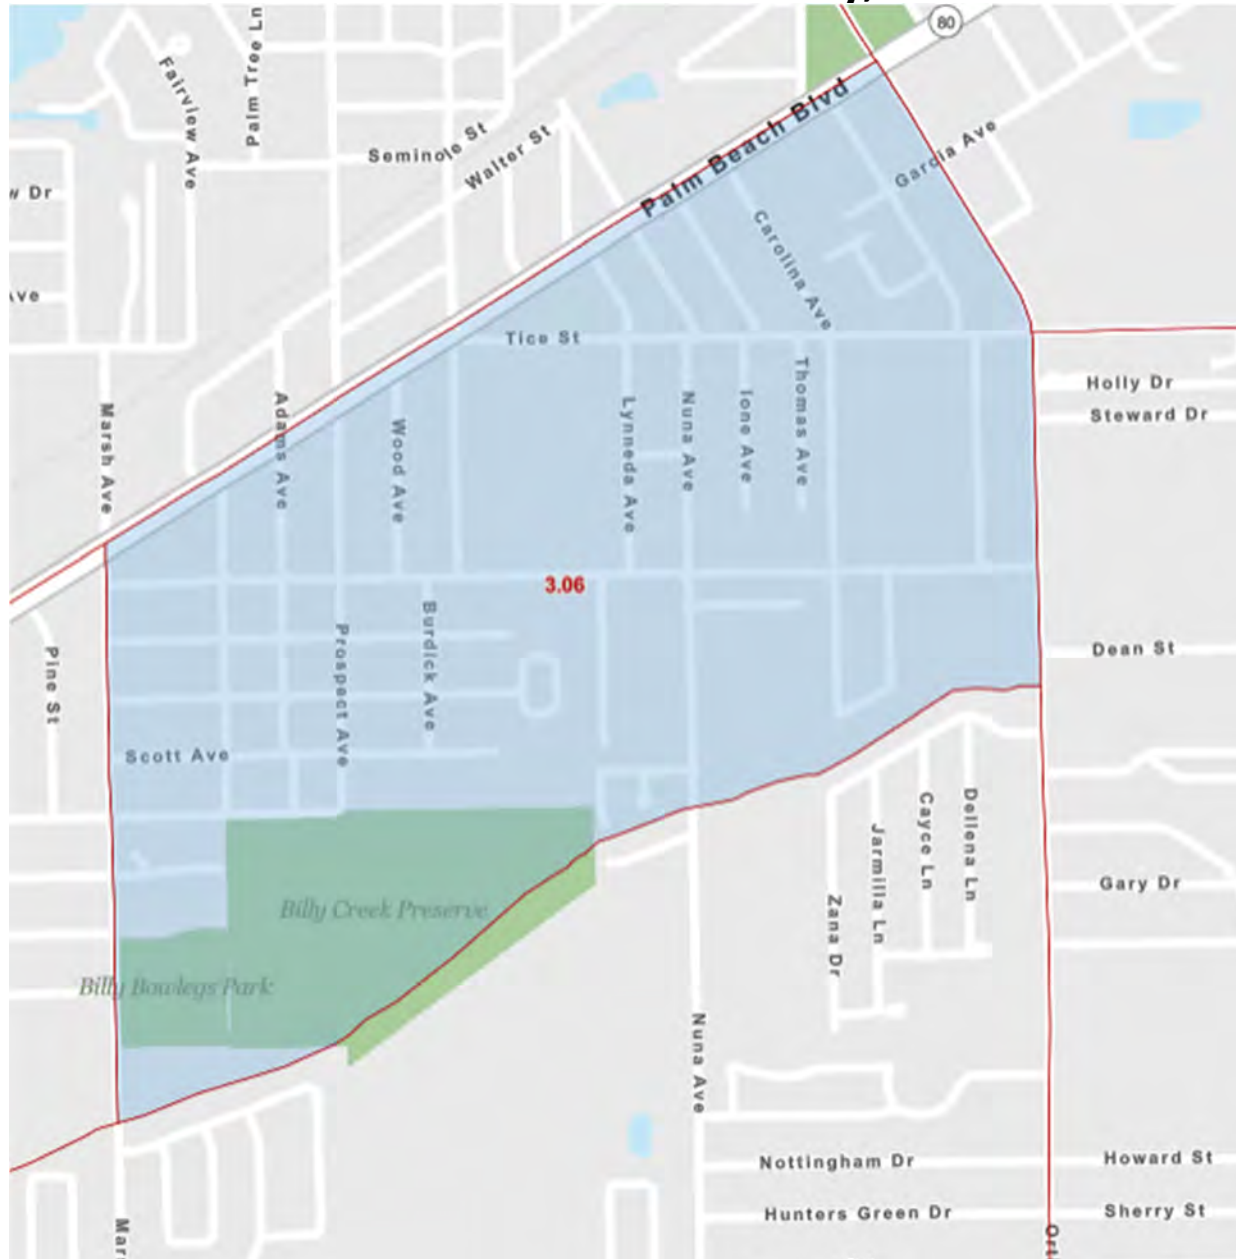 80
Fairview Ave
Palm Tree Ln
Seminole St
Walter St
Palm Beach Blvd
Garcia Ave
w Dr
Carolina Ave
Ave
Tice St
Holly Dr
Steward Dr
Marsh Ave
Adams Ave
Wood Ave
Lynneda Ave
Nuna Ave
Ione Ave
Thomas Ave
3.06
Pine St
Prospect Ave
Burdick Ave
Dean St
Scott Ave
Zana Dr
Jarmilla Ln
Cayce Ln
Dellena Ln
Gary Dr
Billy Creek Preserve
Billy Bowlegs Park
Nuna Ave
Nottingham Dr
Howard St
Hunters Green Dr
Sherry St
Mar
Ort